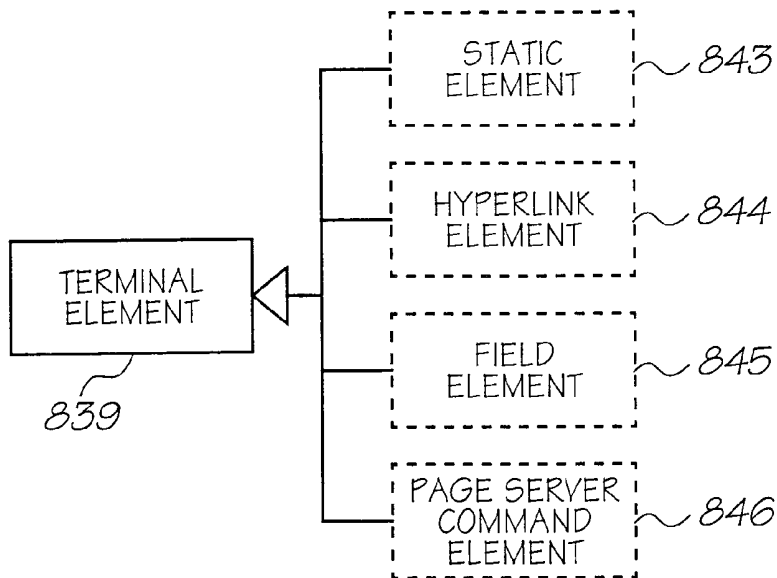 STATIC
ELEMENT
843
HYPERLINK
ELEMENT
844
TERMINAL
ELEMENT
839
FIELD
ELEMENT
845
PAGE SERVER
COMMAND
ELEMENT
846